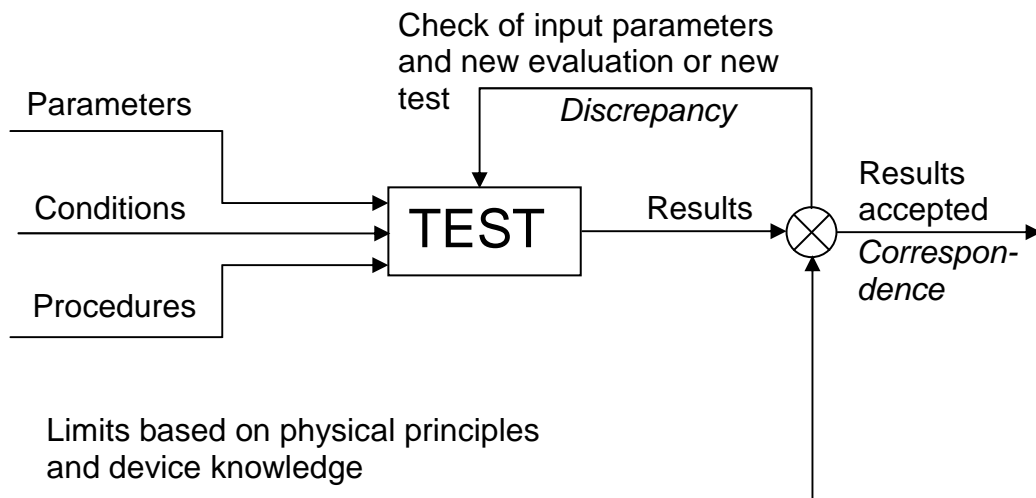 Check of input parameters
and new evaluation or new
test
Discrepancy
Parameters
Conditions
Procedures
TEST
Results
Results
accepted
Correspon-
dence
Limits based on physical principles
and device knowledge